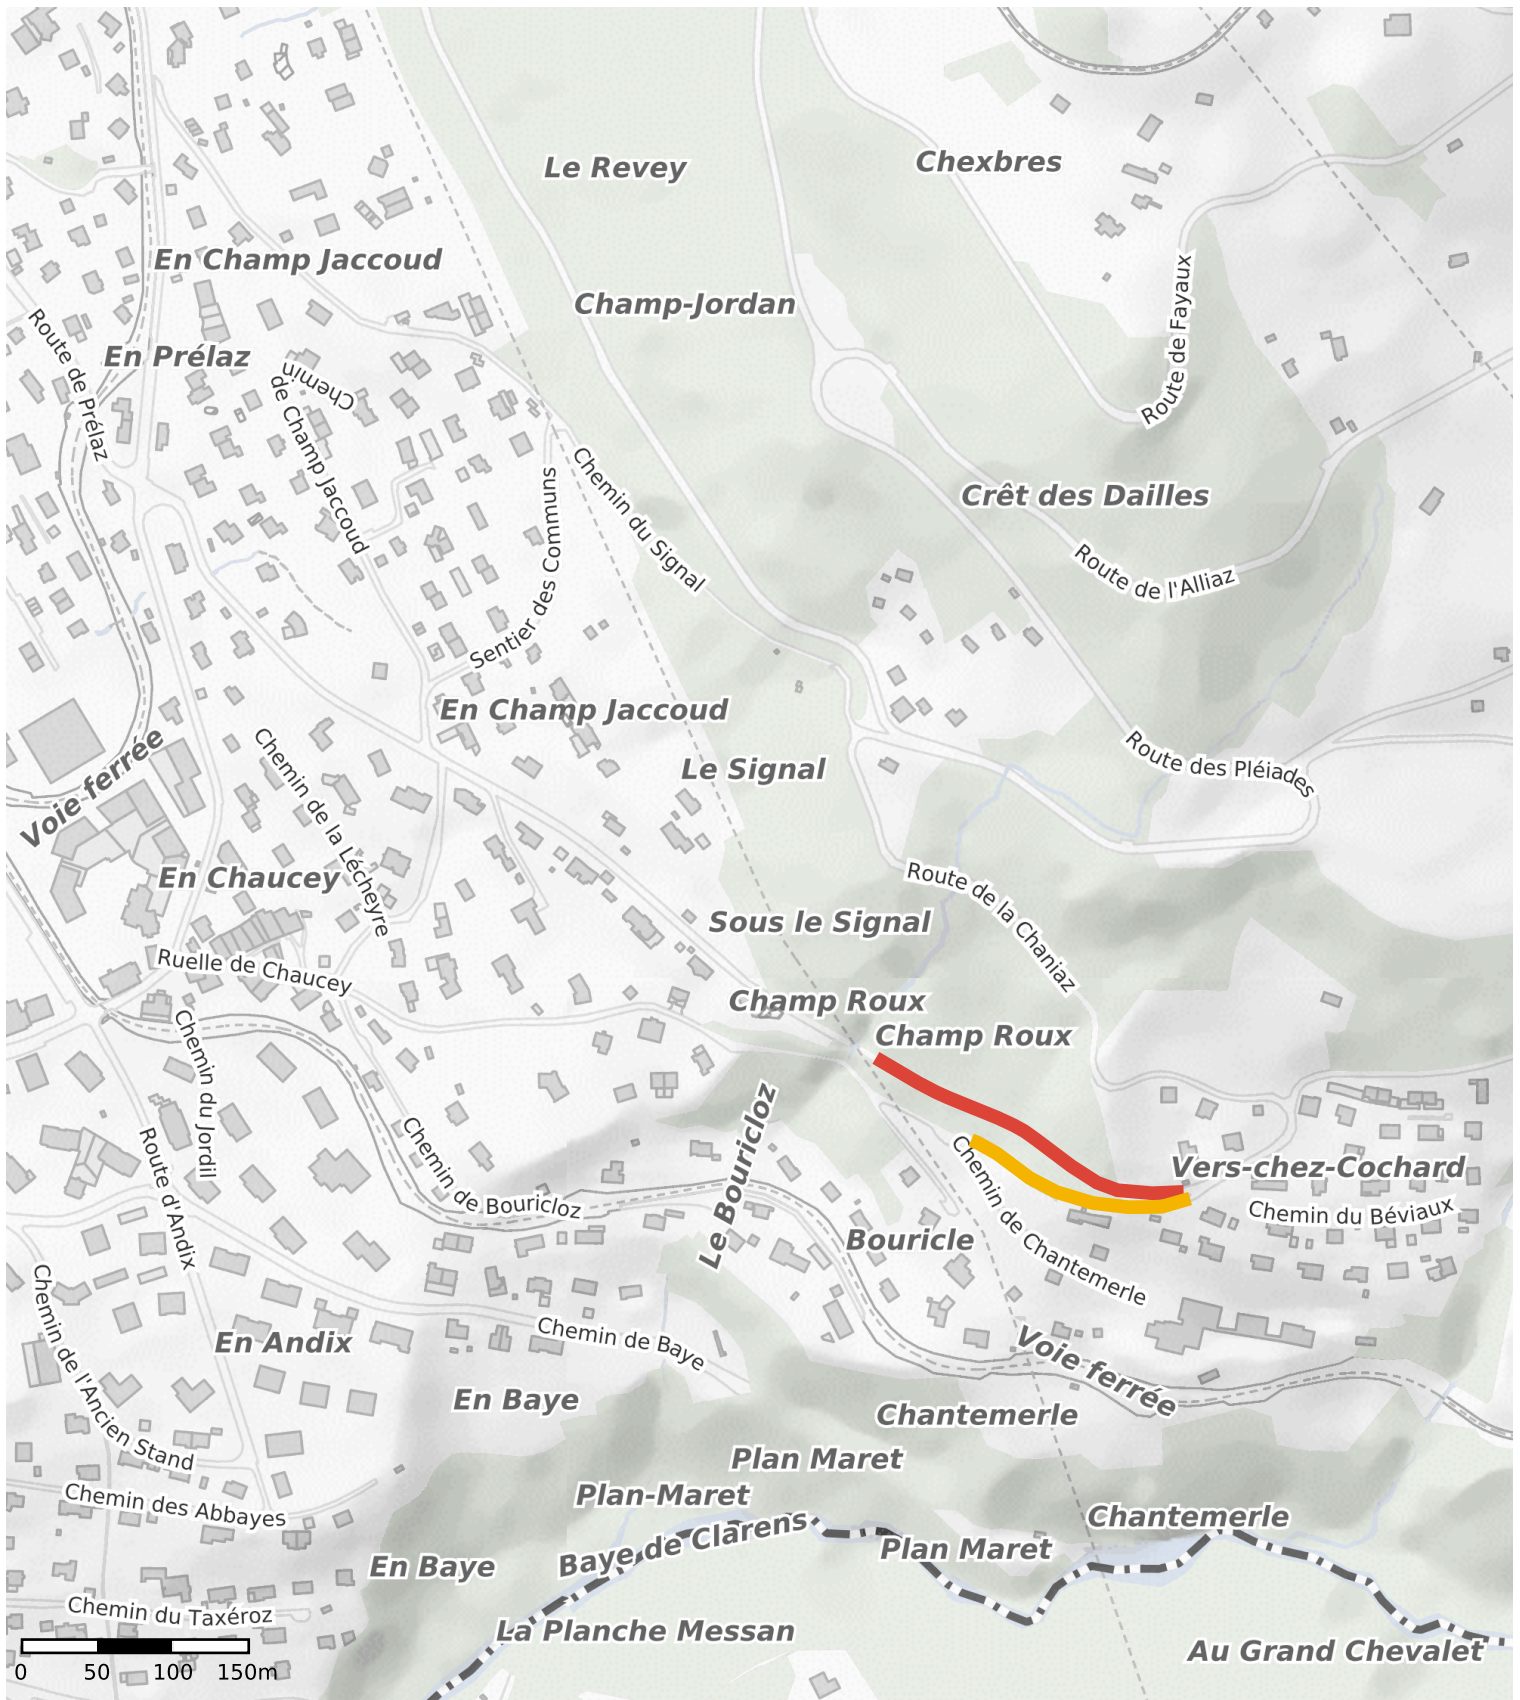 Le Revey
Chexbres
En Champ Jaccoud
Champ-Jordan
Route de Fayaux
Route de Prélaz
En Prélaz
Chemin
de Champ Jaccoud
Sentier des Communs
Chemin du Signal
Crêt des Dailles
Route de l'Alliaz
En Champ Jaccoud
Le Signal
Route des Pléiades
Voie ferrée
Chemin de la Lécheyre
En Chaucey
Route de la Chaniaz
Sous le Signal
Ruelle de Chaucey
Champ Roux
Champ Roux
Chemin du Jordil
Le Bouricloz
Chemin de Bouricloz
Route d'Andix
Chemin de Chantemerle
Vers-chez-Cochard
Chemin du Béviaux
Bouricle
Chemin de l'Ancien Stand
En Andix
Chemin de Baye
Voie ferrée
En Baye
Chantemerle
Plan Maret
Plan-Maret
Chemin des Abbayes
Chantemerle
Baye de Clarens
Plan Maret
En Baye
Chemin du Taxéroz
La Planche Messan
Au Grand Chevalet
0 50 100 150m